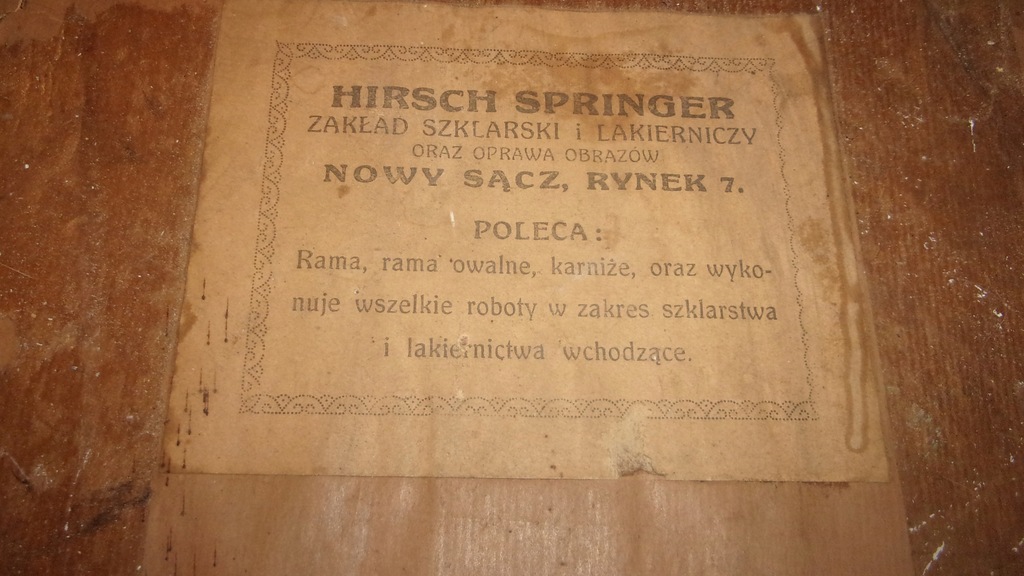 HIRSCH SPRINGER
ZAKŁAD SZKLARSKI i LAKIERNICZY
ORAZ OPRAWA OBRAZÓW
NOWY SĄCZ, RYNEK 7.
POLECA:
Rama, rama owalne, karniże, oraz wyko-
nuje wszelkie roboty w zakres szklarstwa
i lakiernictwa wchodzące.